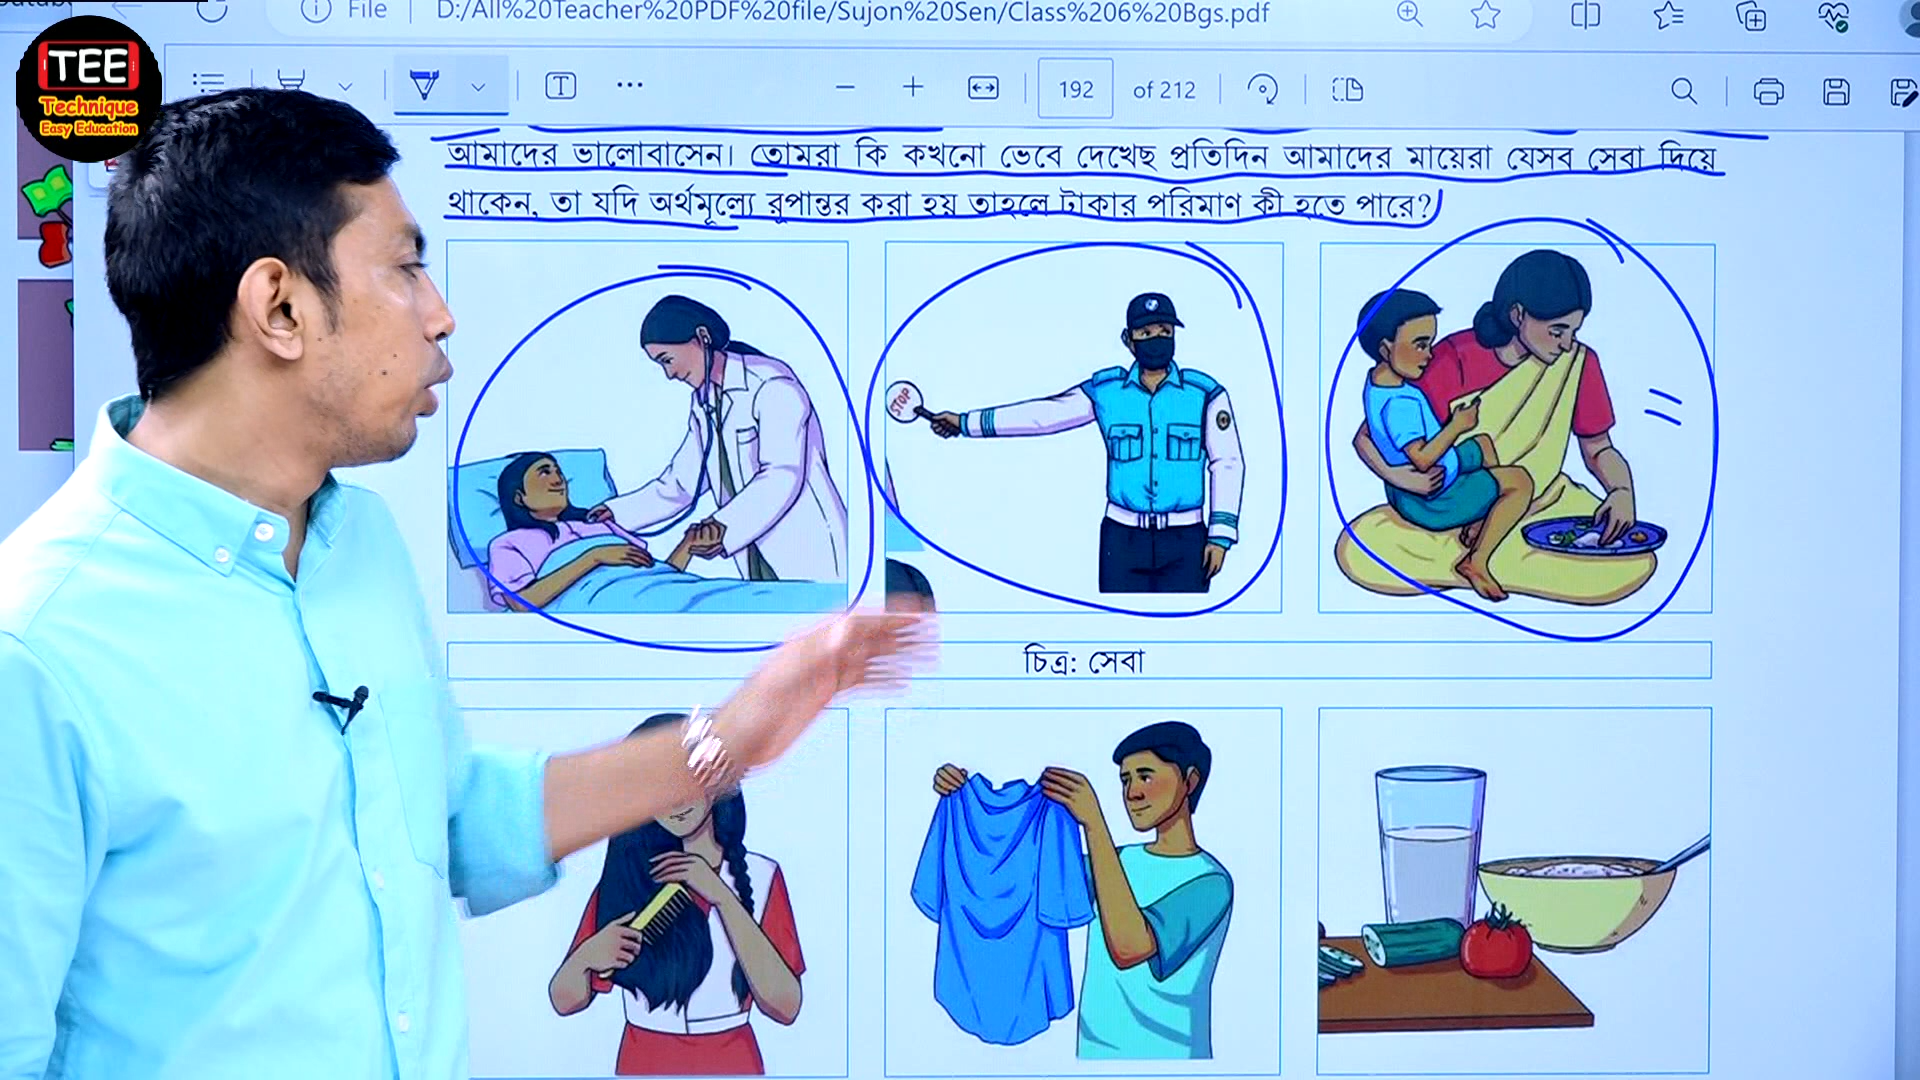 File
D:/All%20Teacher%20PDF%20file/Sujon%20Sen/Class%206%20Bgs.pdf
TEE
Technique
Easy Education
192 of 212
আমাদের ভালোবাসেন। তোমরা কি কখনো ভেবে দেখেছ প্রতিদিন আমাদের মায়েরা যেসব সেবা দিয়ে
থাকেন, তা যদি অর্থমূল্যে রূপান্তর করা হয় তাহলে টাকার পরিমাণ কী হতে পারে?
STOP
চিত্র: সেবা